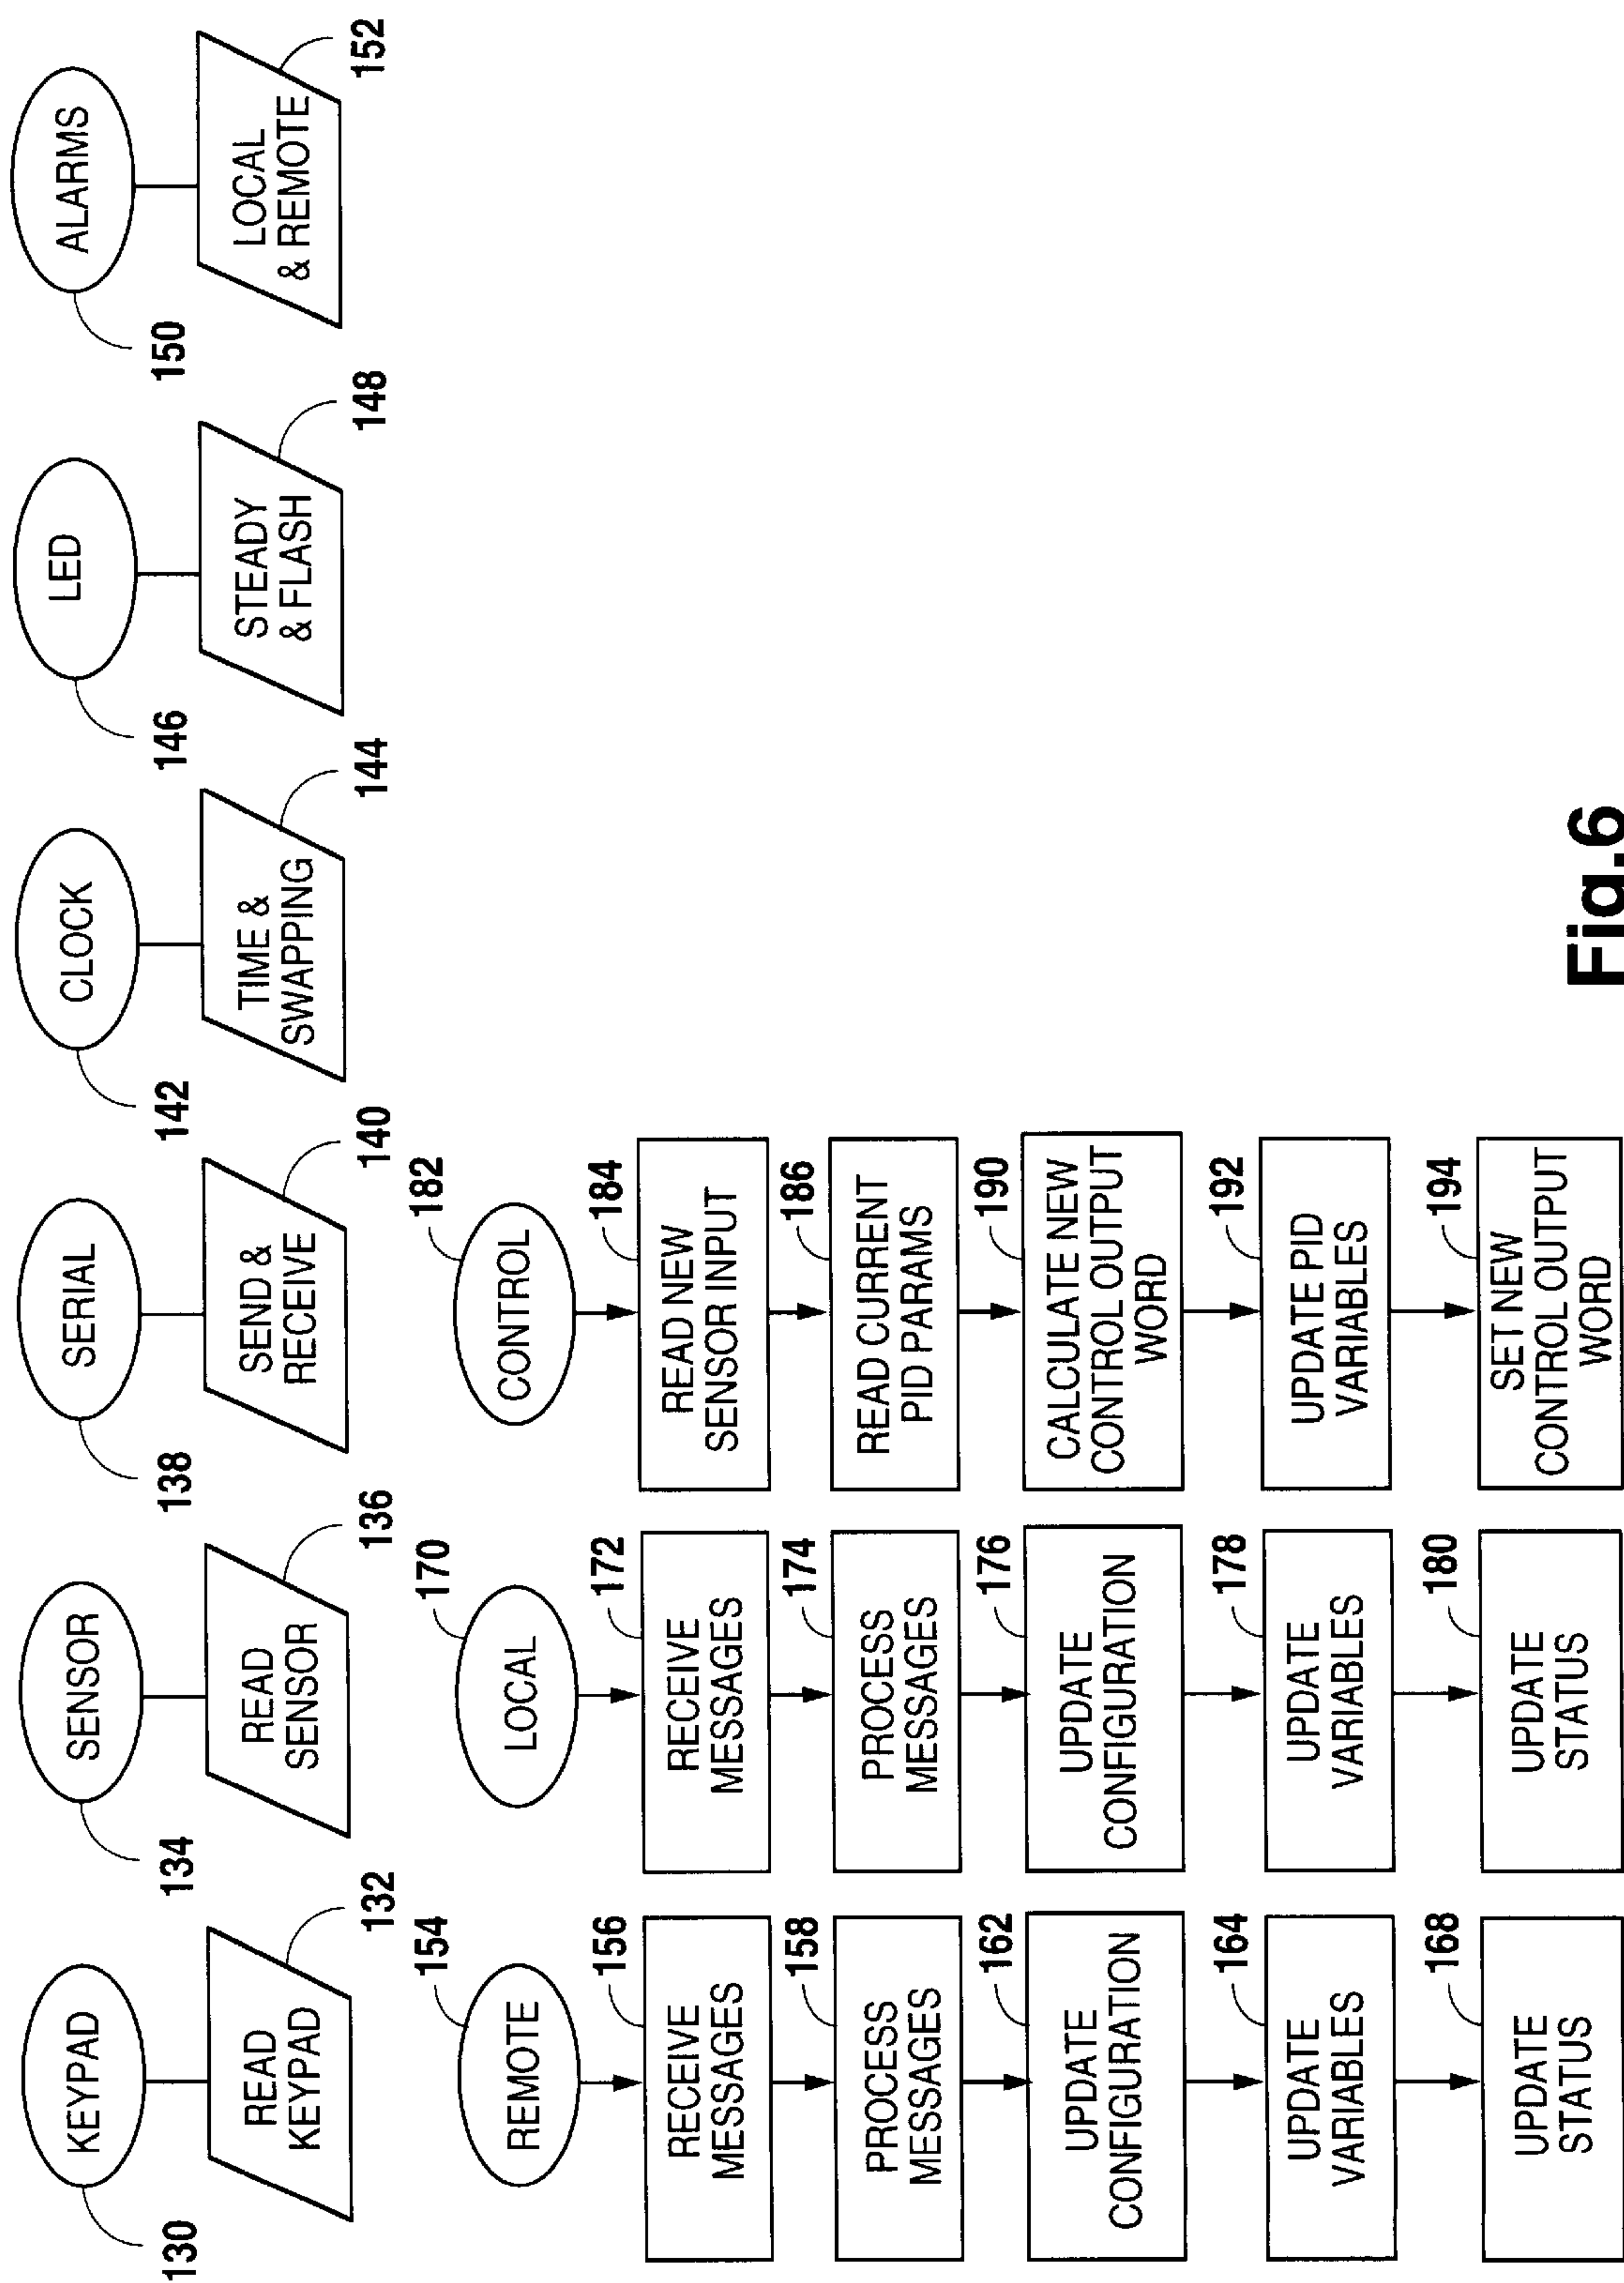 KEYPAD
130
READ
KEYPAD
132
SENSOR
134
READ
SENSOR
136
SERIAL
138
SEND &
RECEIVE
140
CLOCK
142
TIME &
SWAPPING
144
LED
146
STEADY
& FLASH
148
ALARMS
150
LOCAL
& REMOTE
152
REMOTE
154
RECEIVE
MESSAGES
156
PROCESS
MESSAGES
158
UPDATE
CONFIGURATION
162
UPDATE
VARIABLES
164
UPDATE
STATUS
168
LOCAL
170
RECEIVE
MESSAGES
172
PROCESS
MESSAGES
174
UPDATE
CONFIGURATION
176
UPDATE
VARIABLES
178
UPDATE
STATUS
180
CONTROL
182
READ NEW
SENSOR INPUT
184
READ CURRENT
PID PARAMS
186
CALCULATE NEW
CONTROL OUTPUT
WORD
190
UPDATE PID
VARIABLES
192
SET NEW
CONTROL OUTPUT
WORD
194
Fig.6